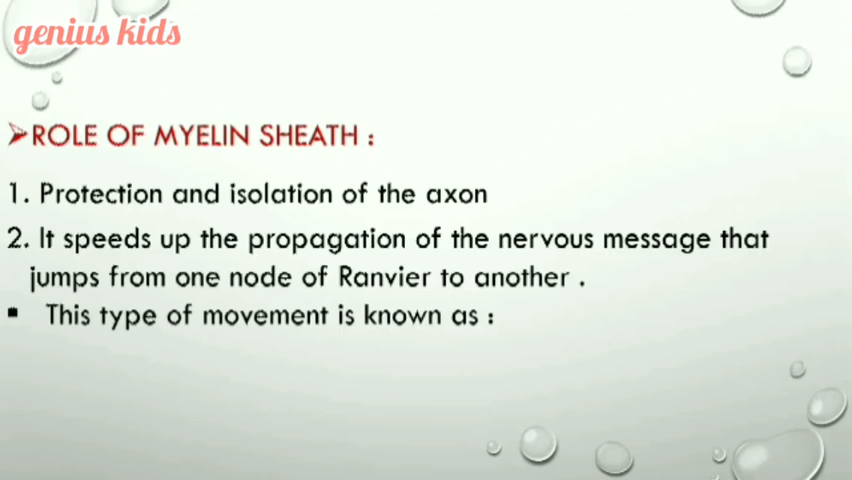 genius kids
➢ROLE OF MYELIN SHEATH :
1. Protection and isolation of the axon
2. It speeds up the propagation of the nervous message that
jumps from one node of Ranvier to another .
▪ This type of movement is known as :